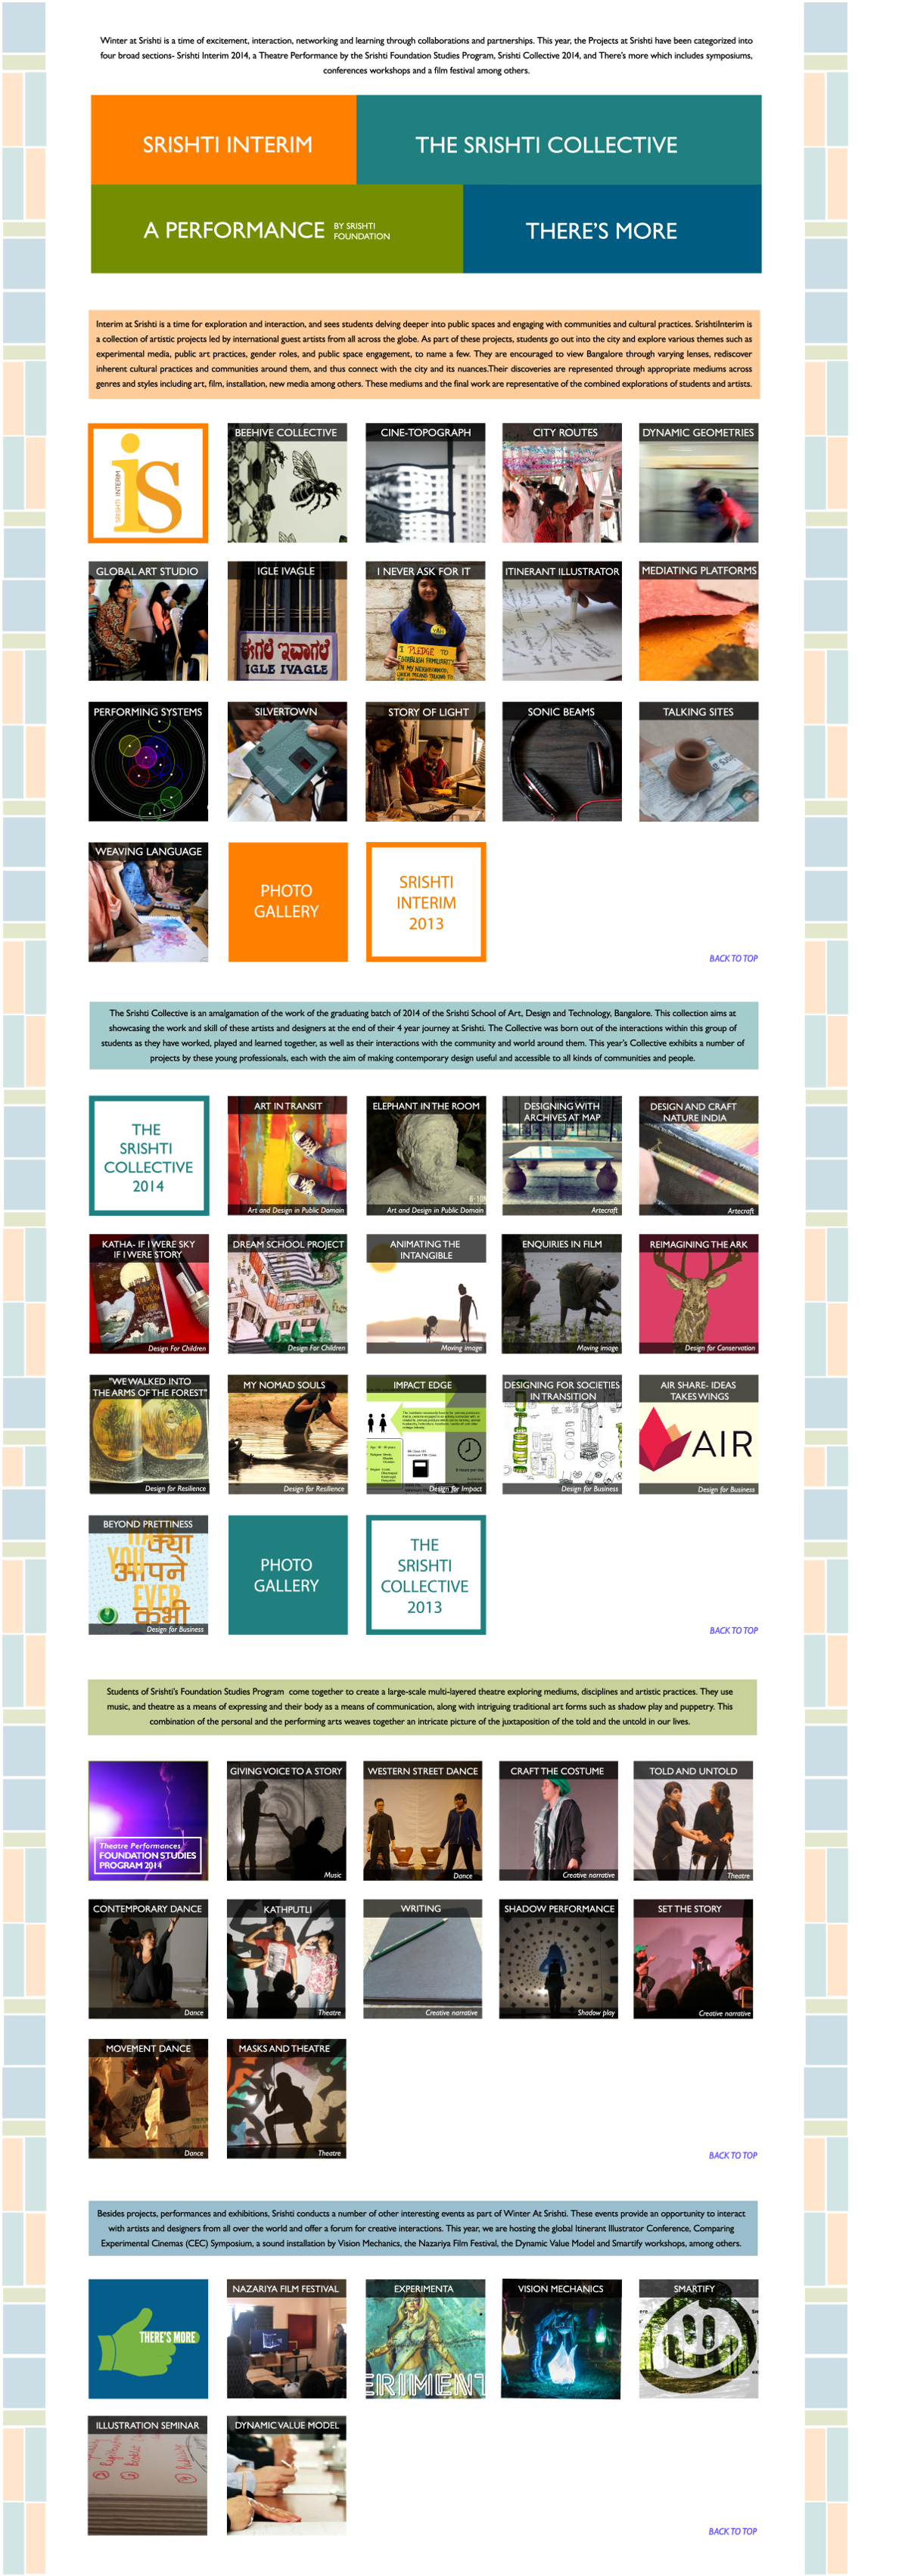 Winter at Srishti is a time of excitement, interaction, networking and learning through collaborations and partnerships. This year, the Projects at Srishti have been categorized into
four broad sections- Srishti Interim 2014, a Theatre Performance by the Srishti Foundation Studies Program, Srishti Collective 2014, and There's more which includes symposiums,
conferences workshops and a film festival among others.
SRISHTI INTERIM
THE SRISHTI COLLECTIVE
A PERFORMANCE BY SRISHTI
FOUNDATION
THERE'S MORE
Interim at Srishti is a time for exploration and interaction, and sees students delving deeper into public spaces and engaging with communities and cultural practices. SrishtiInterim is
a collection of artistic projects led by international guest artists from all across the globe. As part of these projects, students go out into the city and explore various themes such as
experimental media, public art practices, gender roles, and public space engagement, to name a few. They are encouraged to view Bangalore through varying lenses, rediscover
inherent cultural practices and communities around them, and thus connect with the city and its nuances.Their discoveries are represented through appropriate mediums across
genres and styles including art, film, installation, new media among others. These mediums and the final work are representative of the combined explorations of students and artists.
is
SRISHTI INTERIM
BEEHIVE COLLECTIVE
CINE-TOPOGRAPH
CITY ROUTES
DYNAMIC GEOMETRIES
GLOBAL ART STUDIO
IGLE IVAGLE
ಈಗಲೆ ಇವಾಗಲೆ
IGLE IVAGLE
I NEVER ASK FOR IT
I PLEDGE TO
ESTABLISH FAMILIARITY
IN MY NEIGHBORHOOD,
ITINERANT ILLUSTRATOR
MEDIATING PLATFORMS
PERFORMING SYSTEMS
SILVERTOWN
STORY OF LIGHT
SONIC BEAMS
TALKING SITES
WEAVING LANGUAGE
PHOTO
GALLERY
SRISHTI
INTERIM
2013
BACK TO TOP
The Srishti Collective is an amalgamation of the work of the graduating batch of 2014 of the Srishti School of Art, Design and Technology, Bangalore. This collection aims at
showcasing the work and skill of these artists and designers at the end of their 4 year journey at Srishti. The Collective was born out of the interactions within this group of
students as they have worked, played and learned together, as well as their interactions with the community and world around them. This year's Collective exhibits a number of
projects by these young professionals, each with the aim of making contemporary design useful and accessible to all kinds of communities and people.
THE
SRISHTI
COLLECTIVE
2014
ART IN TRANSIT
Art and Design in Public Domain
ELEPHANT IN THE ROOM
Art and Design in Public Domain
DESIGNING WITH
ARCHIVES AT MAP
Artecraft
DESIGN AND CRAFT
NATURE INDIA
Artecraft
KATHA- IF I WERE SKY
IF I WERE STORY
Design For Children
DREAM SCHOOL PROJECT
Design For Children
ANIMATING THE
INTANGIBLE
Moving image
ENQUIRIES IN FILM
Moving image
REIMAGINING THE ARK
Design for Conservation
"WE WALKED INTO
THE ARMS OF THE FOREST"
Design for Resilience
MY NOMAD SOULS
Design for Resilience
IMPACT EDGE
Design for Impact
DESIGNING FOR SOCIETIES
IN TRANSITION
Design for Business
AIR SHARE- IDEAS
TAKES WINGS
AIR
Design for Business
BEYOND PRETTINESS
HAVE
YOU क्या
आपने
EVER
कभी
Design for Business
PHOTO
GALLERY
THE
SRISHTI
COLLECTIVE
2013
BACK TO TOP
Students of Srishti's Foundation Studies Program come together to create a large-scale multi-layered theatre exploring mediums, disciplines and artistic practices. They use
music, and theatre as a means of expressing and their body as a means of communication, along with intriguing traditional art forms such as shadow play and puppetry. This
combination of the personal and the performing arts weaves together an intricate picture of the juxtaposition of the told and the untold in our lives.
Theatre Performances
FOUNDATION STUDIES
PROGRAM 2014
GIVING VOICE TO A STORY
Music
WESTERN STREET DANCE
Dance
CRAFT THE COSTUME
Creative narrative
TOLD AND UNTOLD
Theatre
CONTEMPORARY DANCE
Dance
KATHPUTLI
Theatre
WRITING
Creative narrative
SHADOW PERFORMANCE
Shadow play
SET THE STORY
Creative narrative
MOVEMENT DANCE
Dance
MASKS AND THEATRE
Theatre
BACK TO TOP
Besides projects, performances and exhibitions, Srishti conducts a number of other interesting events as part of Winter At Srishti. These events provide an opportunity to interact
with artists and designers from all over the world and offer a forum for creative interactions. This year, we are hosting the global Itinerant Illustrator Conference, Comparing
Experimental Cinemas (CEC) Symposium, a sound installation by Vision Mechanics, the Nazariya Film Festival, the Dynamic Value Model and Smartify workshops, among others.
THERE'S MORE
NAZARIYA FILM FESTIVAL
EXPERIMENTA
ERIMENT
VISION MECHANICS
SMARTIFY
ILLUSTRATION SEMINAR
DYNAMIC VALUE MODEL
BACK TO TOP